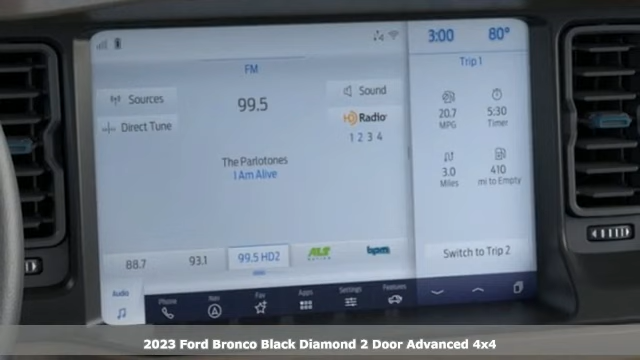 3:00 80°
FM
Trip 1
Sources
99.5
Sound
HD Radio
Direct Tune
1 2 3 4
20.7
MPG
5:30
Timer
The Parlotones
I Am Alive
3.0
Miles
410
mi to Empty
88.7
93.1
99.5 HD2
ALT
NATION
bpm
Switch to Trip 2
Audio
Phone
Nav
Fav
Apps
Settings
Features
2023 Ford Bronco Black Diamond 2 Door Advanced 4x4